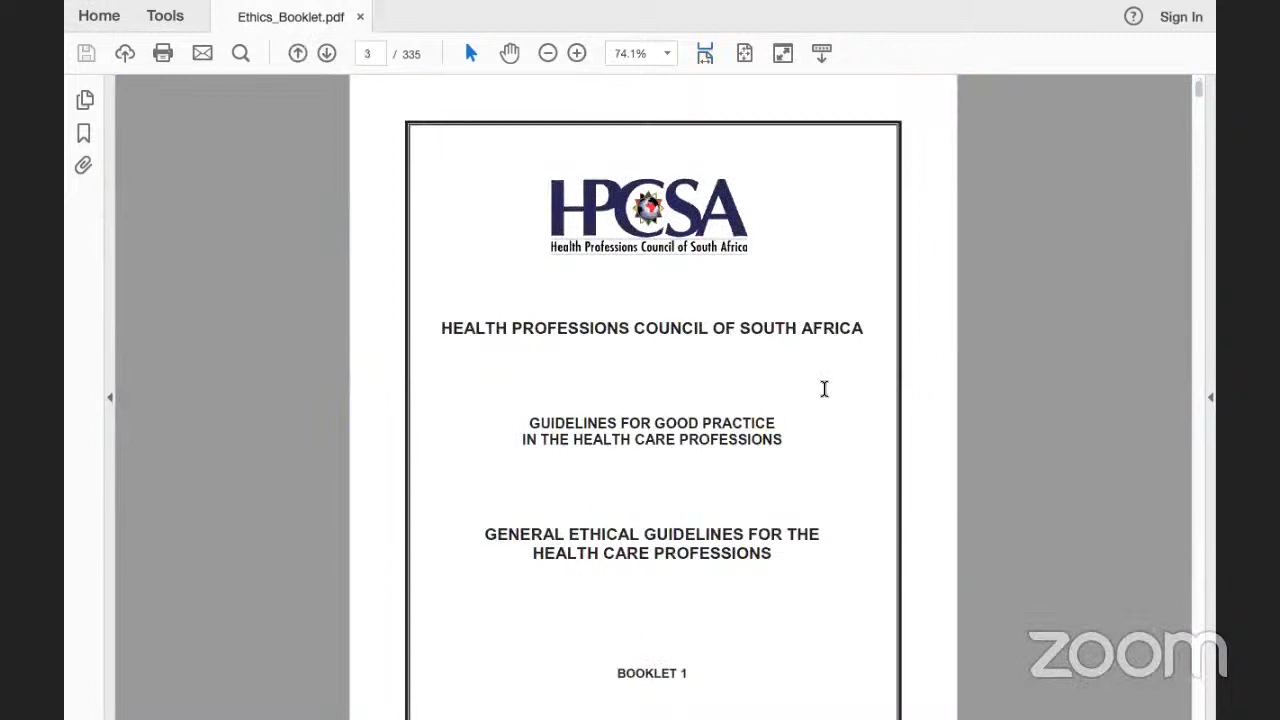 Home Tools Ethics_Booklet.pdf × ? Sign In
3 / 335 74.1%
HPCSA
Health Professions Council of South Africa
HEALTH PROFESSIONS COUNCIL OF SOUTH AFRICA
GUIDELINES FOR GOOD PRACTICE
IN THE HEALTH CARE PROFESSIONS
GENERAL ETHICAL GUIDELINES FOR THE
HEALTH CARE PROFESSIONS
zoom
BOOKLET 1